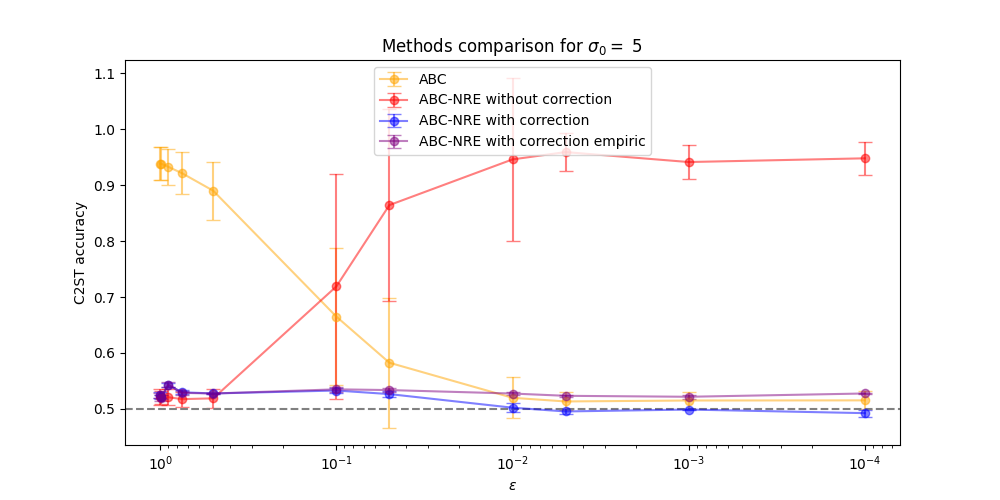 Methods comparison for σ₀ = 5
C2ST accuracy
1.1
1.0
0.9
0.8
0.7
0.6
0.5
ABC
ABC-NRE without correction
ABC-NRE with correction
ABC-NRE with correction empiric
10⁰
10⁻¹
10⁻²
10⁻³
10⁻⁴
ε